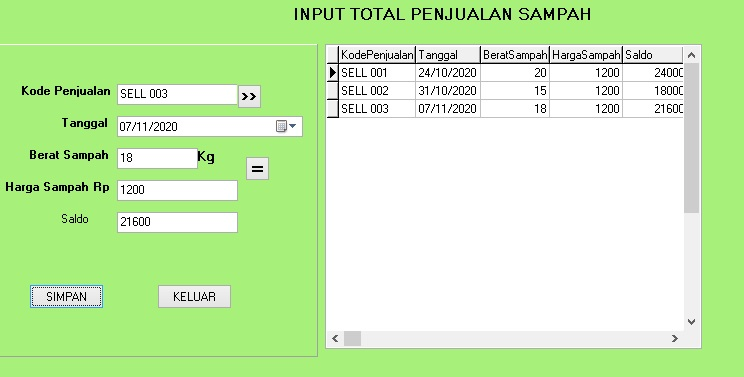 INPUT TOTAL PENJUALAN SAMPAH
Kode Penjualan SELL 003 >>
Tanggal 07/11/2020
Berat Sampah 18 Kg
=
Harga Sampah Rp 1200
Saldo 21600
SIMPAN KELUAR
KodePenjualan Tanggal BeratSampah HargaSampah Saldo
SELL 001 24/10/2020 20 1200 24000
SELL 002 31/10/2020 15 1200 18000
SELL 003 07/11/2020 18 1200 21600